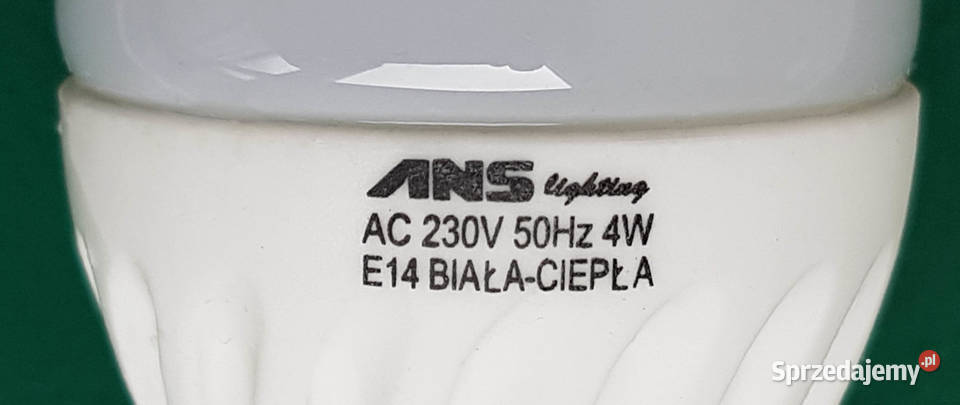 ANS lighting
AC 230V 50Hz 4W
E14 BIAŁA-CIEPŁA
Sprzedajemy.pl